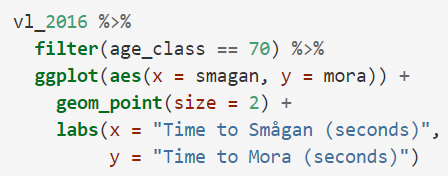 vl_2016 %>%
  filter(age_class == 70) %>%
  ggplot(aes(x = smagan, y = mora)) +
    geom_point(size = 2) +
    labs(x = "Time to Smågan (seconds)",
         y = "Time to Mora (seconds)")